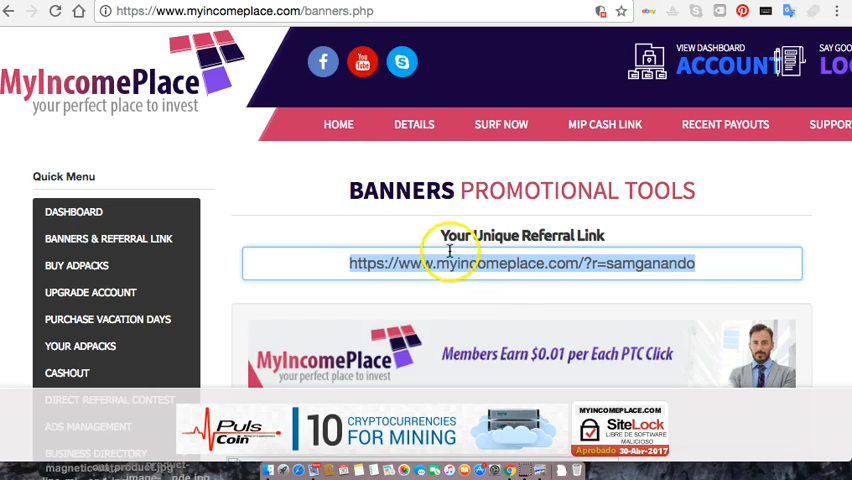 https://www.myincomeplace.com/banners.php
MyIncomePlace
your perfect place to invest
f
You
Tube
VIEW DASHBOARD
ACCOUNT
SAY GOO
LO
HOME
DETAILS
SURF NOW
MIP CASH LINK
RECENT PAYOUTS
SUPPOR
Quick Menu
DASHBOARD
BANNERS & REFERRAL LINK
BUY ADPACKS
UPGRADE ACCOUNT
PURCHASE VACATION DAYS
YOUR ADPACKS
CASHOUT
DIRECT REFERRAL CONTEST
ADS MANAGEMENT
BUSINESS DIRECTORY
BANNERS PROMOTIONAL TOOLS
Your Unique Referral Link
https://www.myincomeplace.com/?r=samganando
MyIncomePlace
your perfect place to invest
Members Earn $0.01 per Each PTC Click
Puls
Coin
10 CRYPTOCURRENCIES
FOR MINING
MYINCOMEPLACE.COM
SiteLock
LIBRE DE SOFTWARE
MALICIOSO
Aprobado 30-Abr-2017